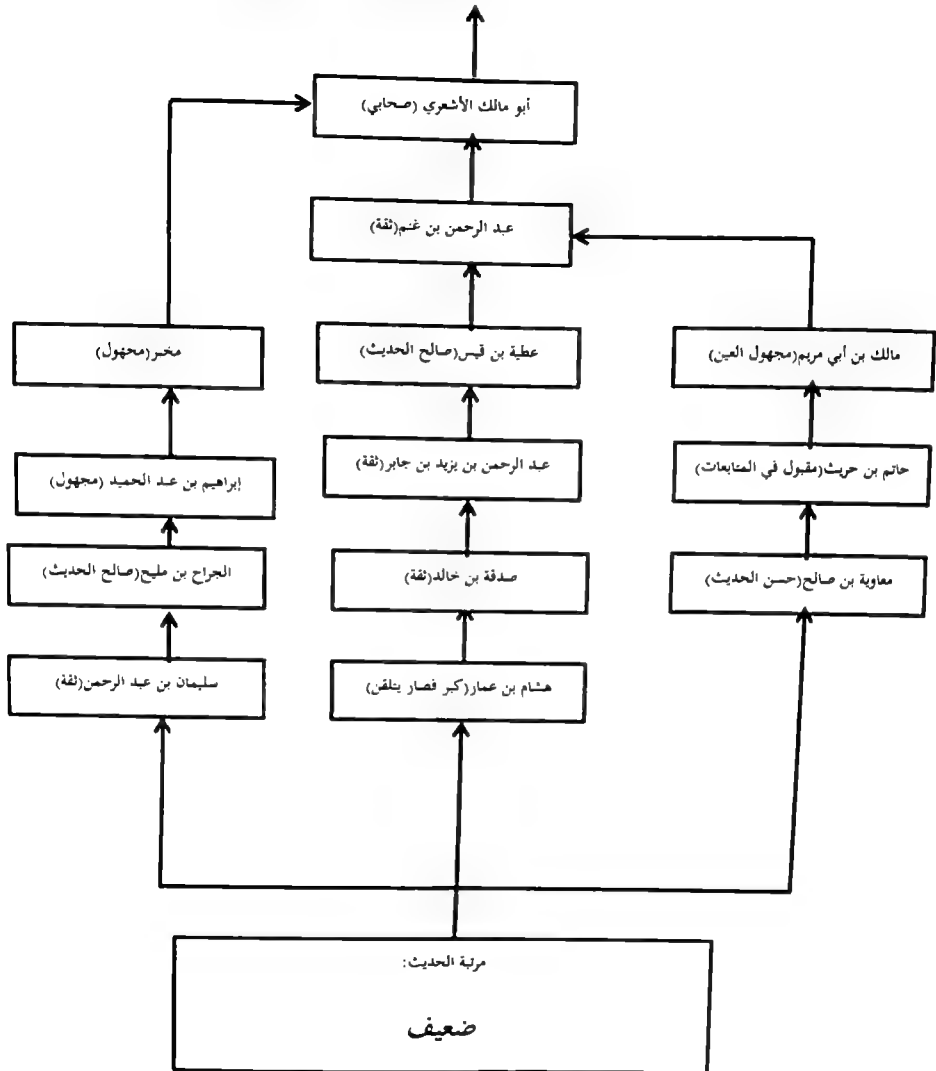 أبو مالك الأشعري (صحابي)
عبد الرحمن بن غنم(ثقة)
مخبر(مجهول)
عطية بن قيس(صالح الحديث)
مالك بن أبي مريم(مجهول العين)
إبراهيم بن عبد الحميد (مجهول)
عبد الرحمن بن يزيد بن جابر(ثقة)
حاتم بن حريث(مقبول في المتابعات)
الجراح بن مليح(صالح الحديث)
صدقة بن خالد(ثقة)
معاوية بن صالح(حسن الحديث)
سليمان بن عبد الرحمن(ثقة)
هشام بن عمار(كبر فصار يتلقن)
مرتبة الحديث:
ضعيف